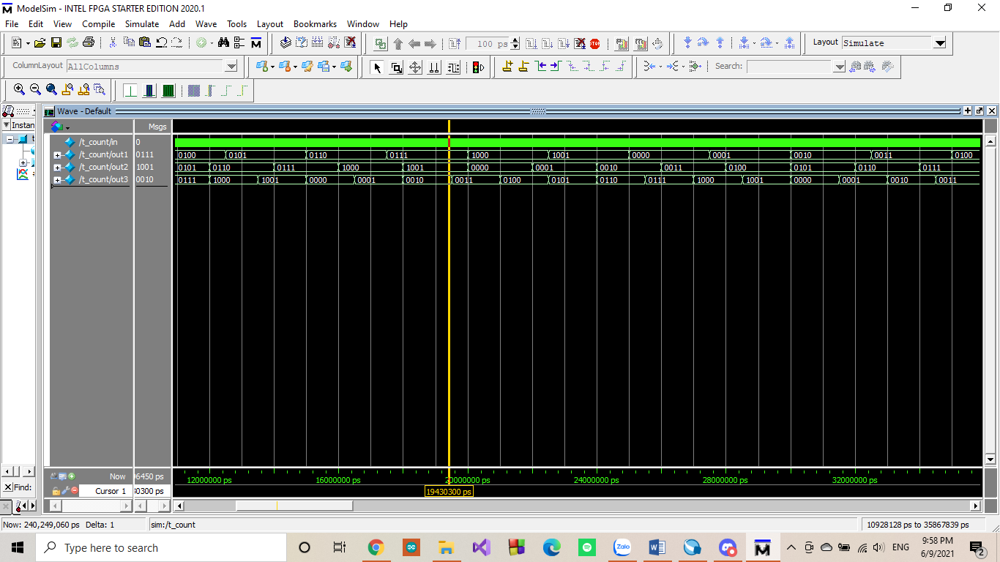 ModelSim - INTEL FPGA STARTER EDITION 2020.1
File Edit View Compile Simulate Add Wave Tools Layout Bookmarks Window Help
100 ps
Layout Simulate
ColumnLayout AllColumns
Search:
Wave - Default
Instan
Msgs
/t_count/in 0
/t_count/out1 0111 0100 0101 0110 0111 1000 1001 0000 0001 0010 0011 0100
/t_count/out2 1001 0101 0110 0111 1000 1001 0000 0001 0010 0011 0100 0101 0110 0111
/t_count/out3 0010 0111 1000 1001 0000 0001 0010 0011 0100 0101 0110 0111 1000 1001 0000 0001 0010 0011
Now 96450 ps 12000000 ps 16000000 ps 20000000 ps 24000000 ps 28000000 ps 32000000 ps
Find: Cursor 1 30300 ps 19430300 ps
Now: 240,249,060 ps Delta: 1 sim:/t_count 10928128 ps to 35867839 ps
Type here to search
Zalo
ENG
9:58 PM
6/9/2021
2